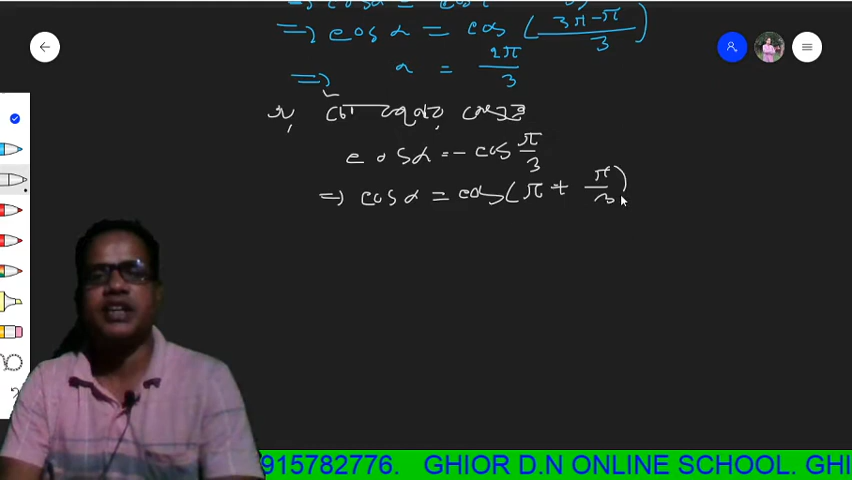 => cos α = cos (3π-π/3)
=> α = 2π/3
cos α = - cos π/3
=> cos α = cos(π + π/3)
915782776. GHIOR D.N ONLINE SCHOOL. GHI